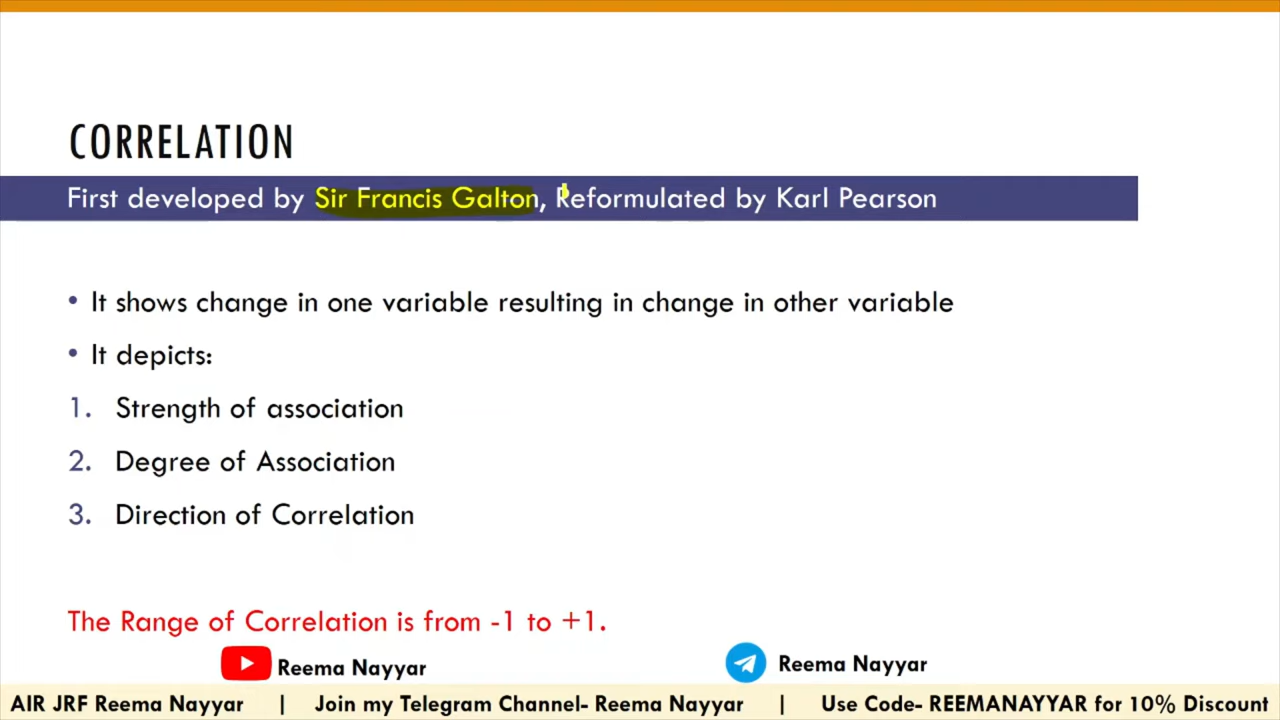 CORRELATION
First developed by Sir Francis Galton, Reformulated by Karl Pearson
• It shows change in one variable resulting in change in other variable
• It depicts:
1. Strength of association
2. Degree of Association
3. Direction of Correlation
The Range of Correlation is from -1 to +1.
Reema Nayyar Reema Nayyar
AIR JRF Reema Nayyar | Join my Telegram Channel- Reema Nayyar | Use Code- REEMANAYYAR for 10% Discount